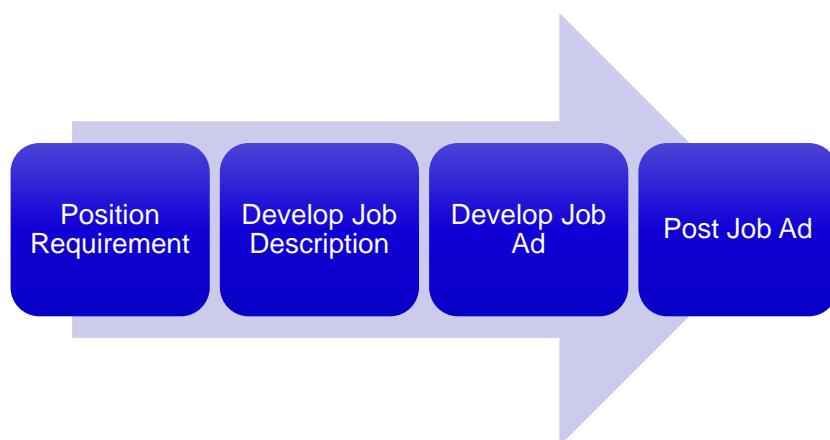 Position
Requirement
Develop Job
Description
Develop Job
Ad
Post Job Ad